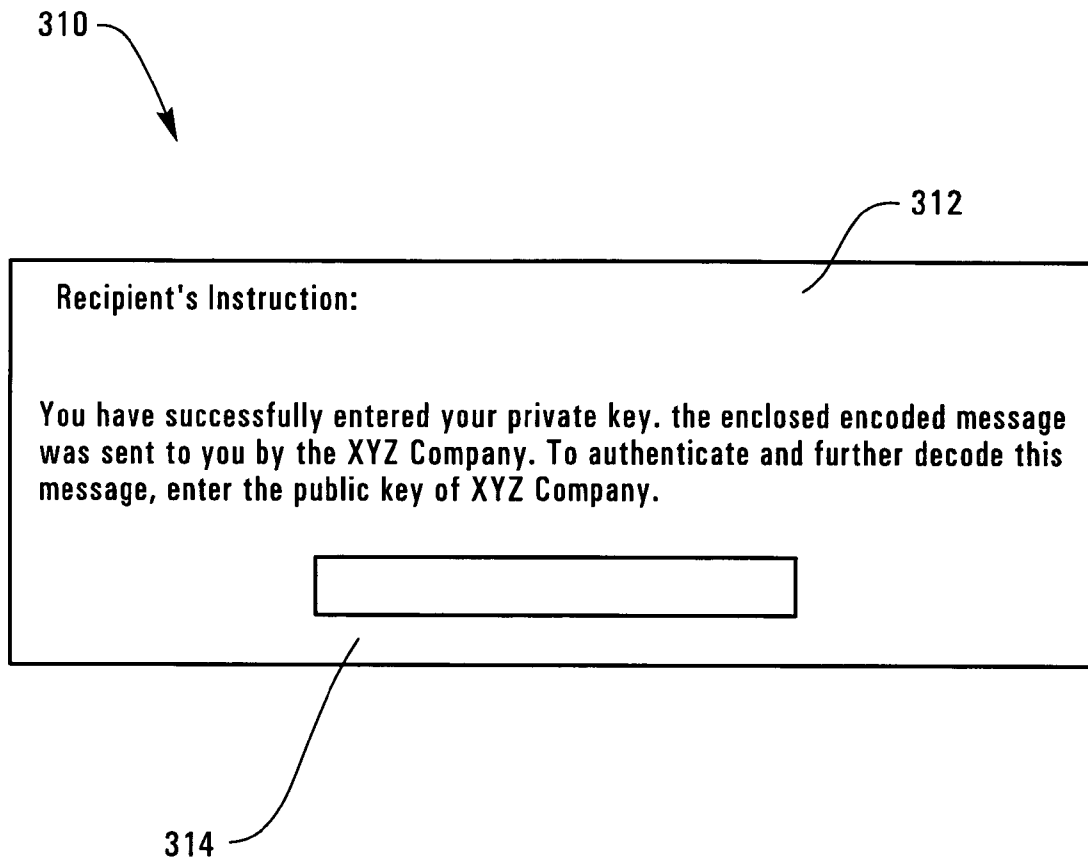 310
312
Recipient's Instruction:
You have successfully entered your private key. the enclosed encoded message
was sent to you by the XYZ Company. To authenticate and further decode this
message, enter the public key of XYZ Company.
314